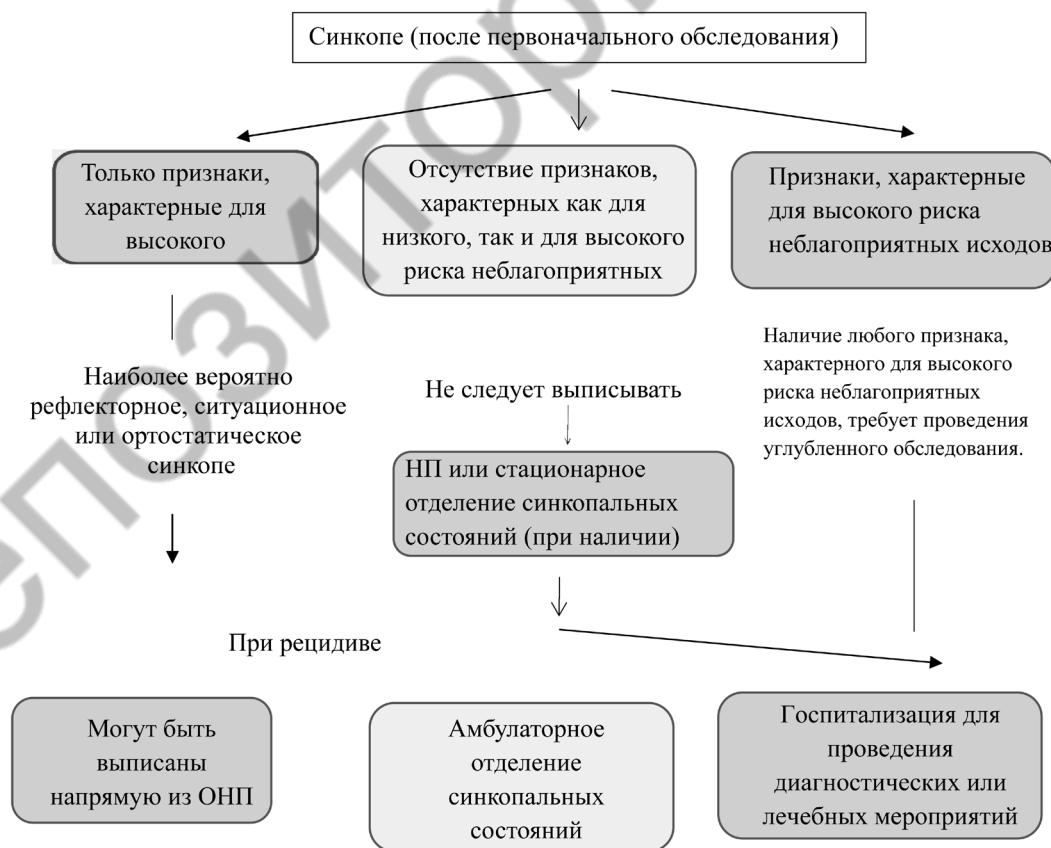 Синкопе (после первоначального обследования)
Только признаки,
характерные для
высокого
Отсутствие признаков,
характерных как для
низкого, так и для высокого
риска неблагоприятных
Признаки, характерные
для высокого риска
неблагоприятных исходов
Наиболее вероятно
рефлекторное, ситуационное
или ортостатическое
синкопе
Не следует выписывать
Наличие любого признака,
характерного для высокого
риска неблагоприятных
исходов, требует проведения
углубленного обследования.
НП или стационарное
отделение синкопальных
состояний (при наличии)
При рецидиве
Могут быть
выписаны
напрямую из ОНП
Амбулаторное
отделение
синкопальных
состояний
Госпитализация для
проведения
диагностических или
лечебных мероприятий